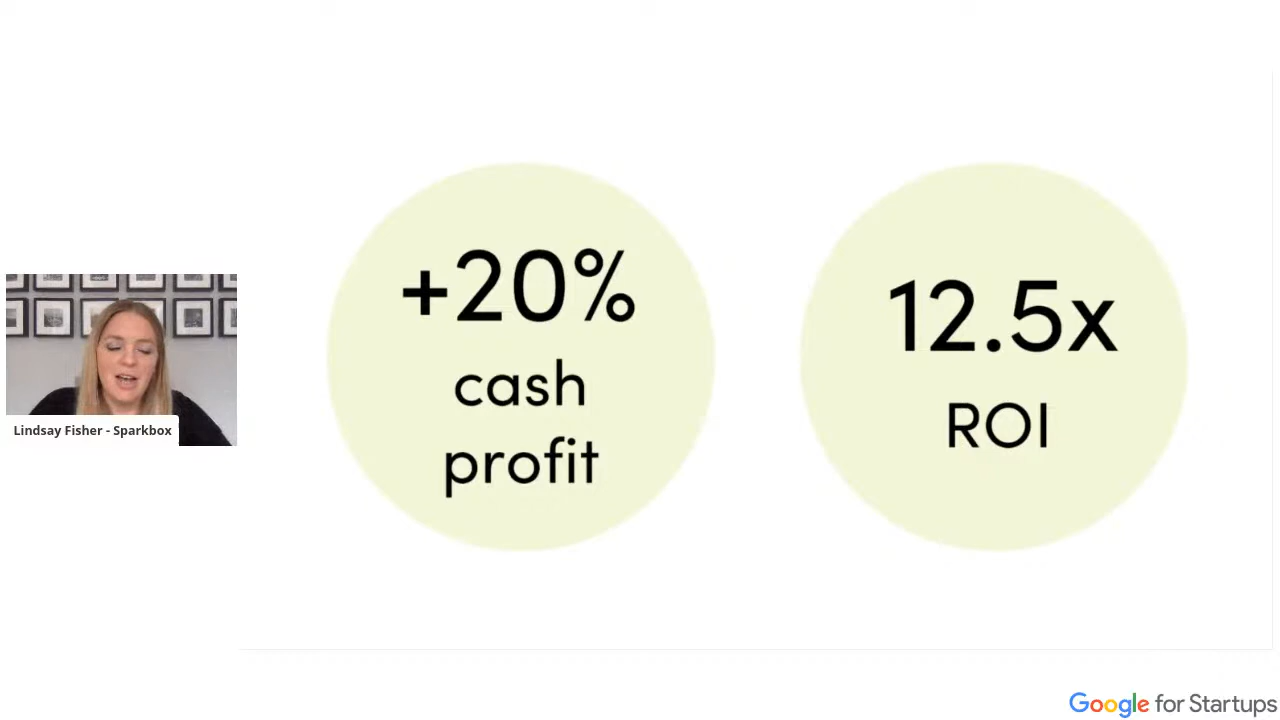 +20%
cash
profit
12.5x
ROI
Lindsay Fisher - Sparkbox
Google for Startups